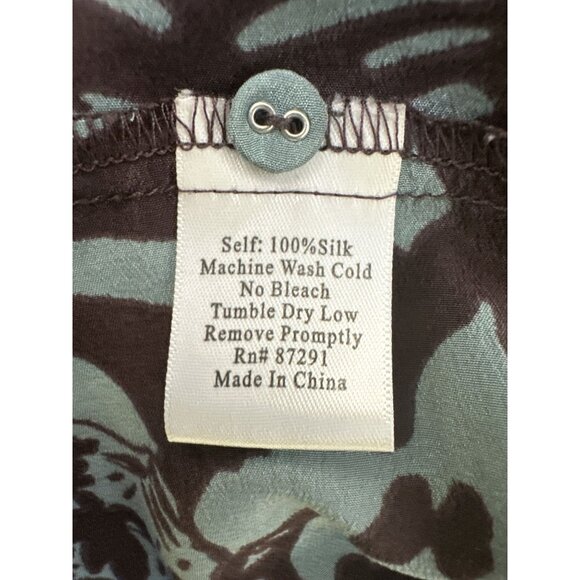 Self: 100%Silk
Machine Wash Cold
No Bleach
Tumble Dry Low
Remove Promptly
Rn# 87291
Made In China